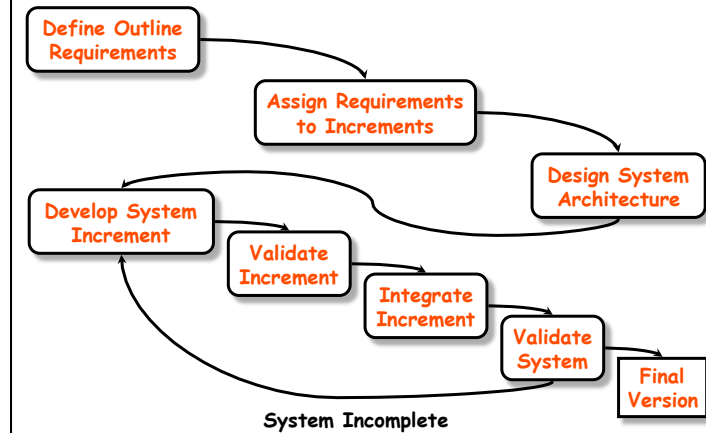 Define Outline
Requirements
Assign Requirements
to Increments
Design System
Architecture
Develop System
Increment
Validate
Increment
Integrate
Increment
Validate
System
Final
Version
System Incomplete